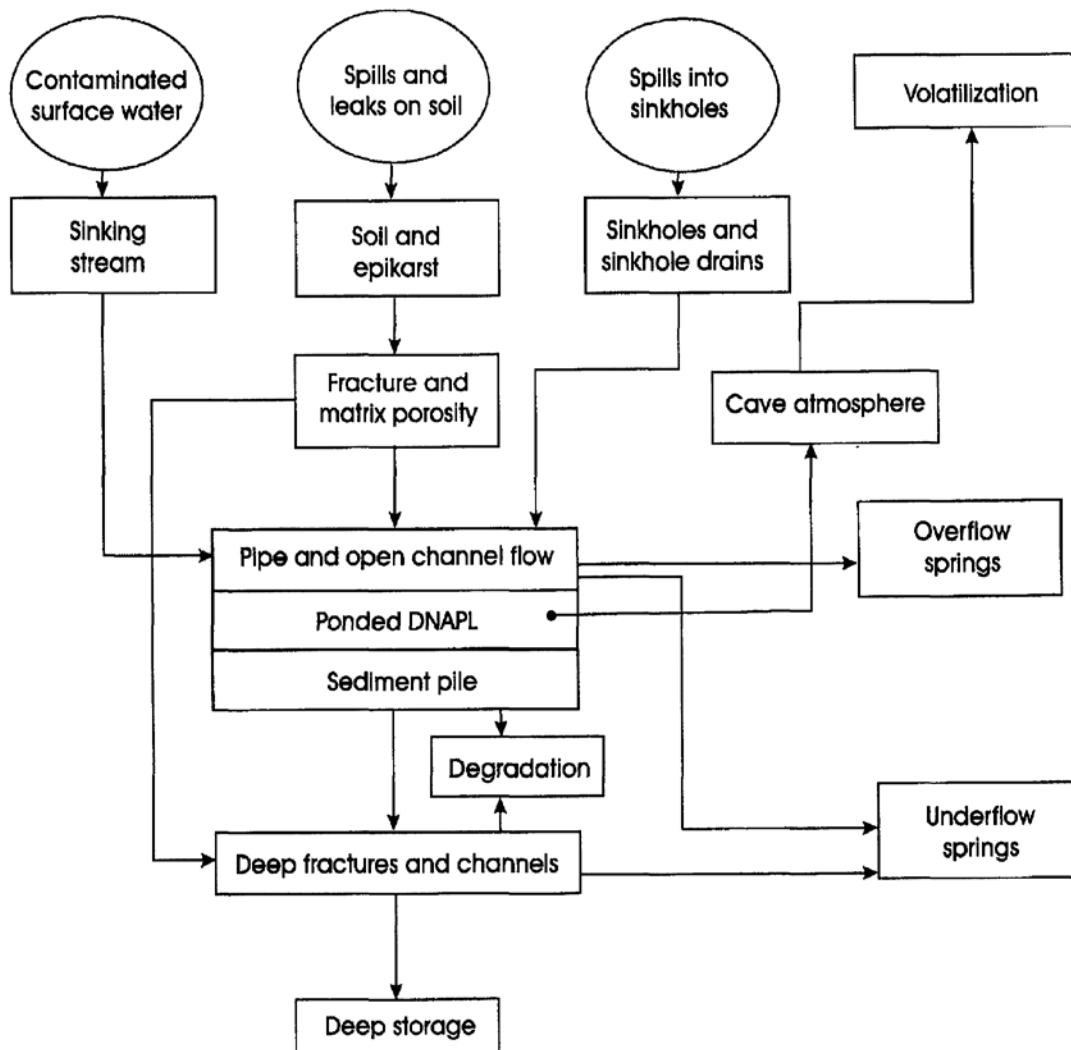 Contaminated
surface water
Spills and
leaks on soil
Spills into
sinkholes
Volatilization
Sinking
stream
Soil and
epikarst
Sinkholes and
sinkhole drains
Fracture and
matrix porosity
Cave atmosphere
Pipe and open channel flow
Overflow
springs
Ponded DNAPL
Sediment pile
Degradation
Underflow
springs
Deep fractures and channels
Deep storage